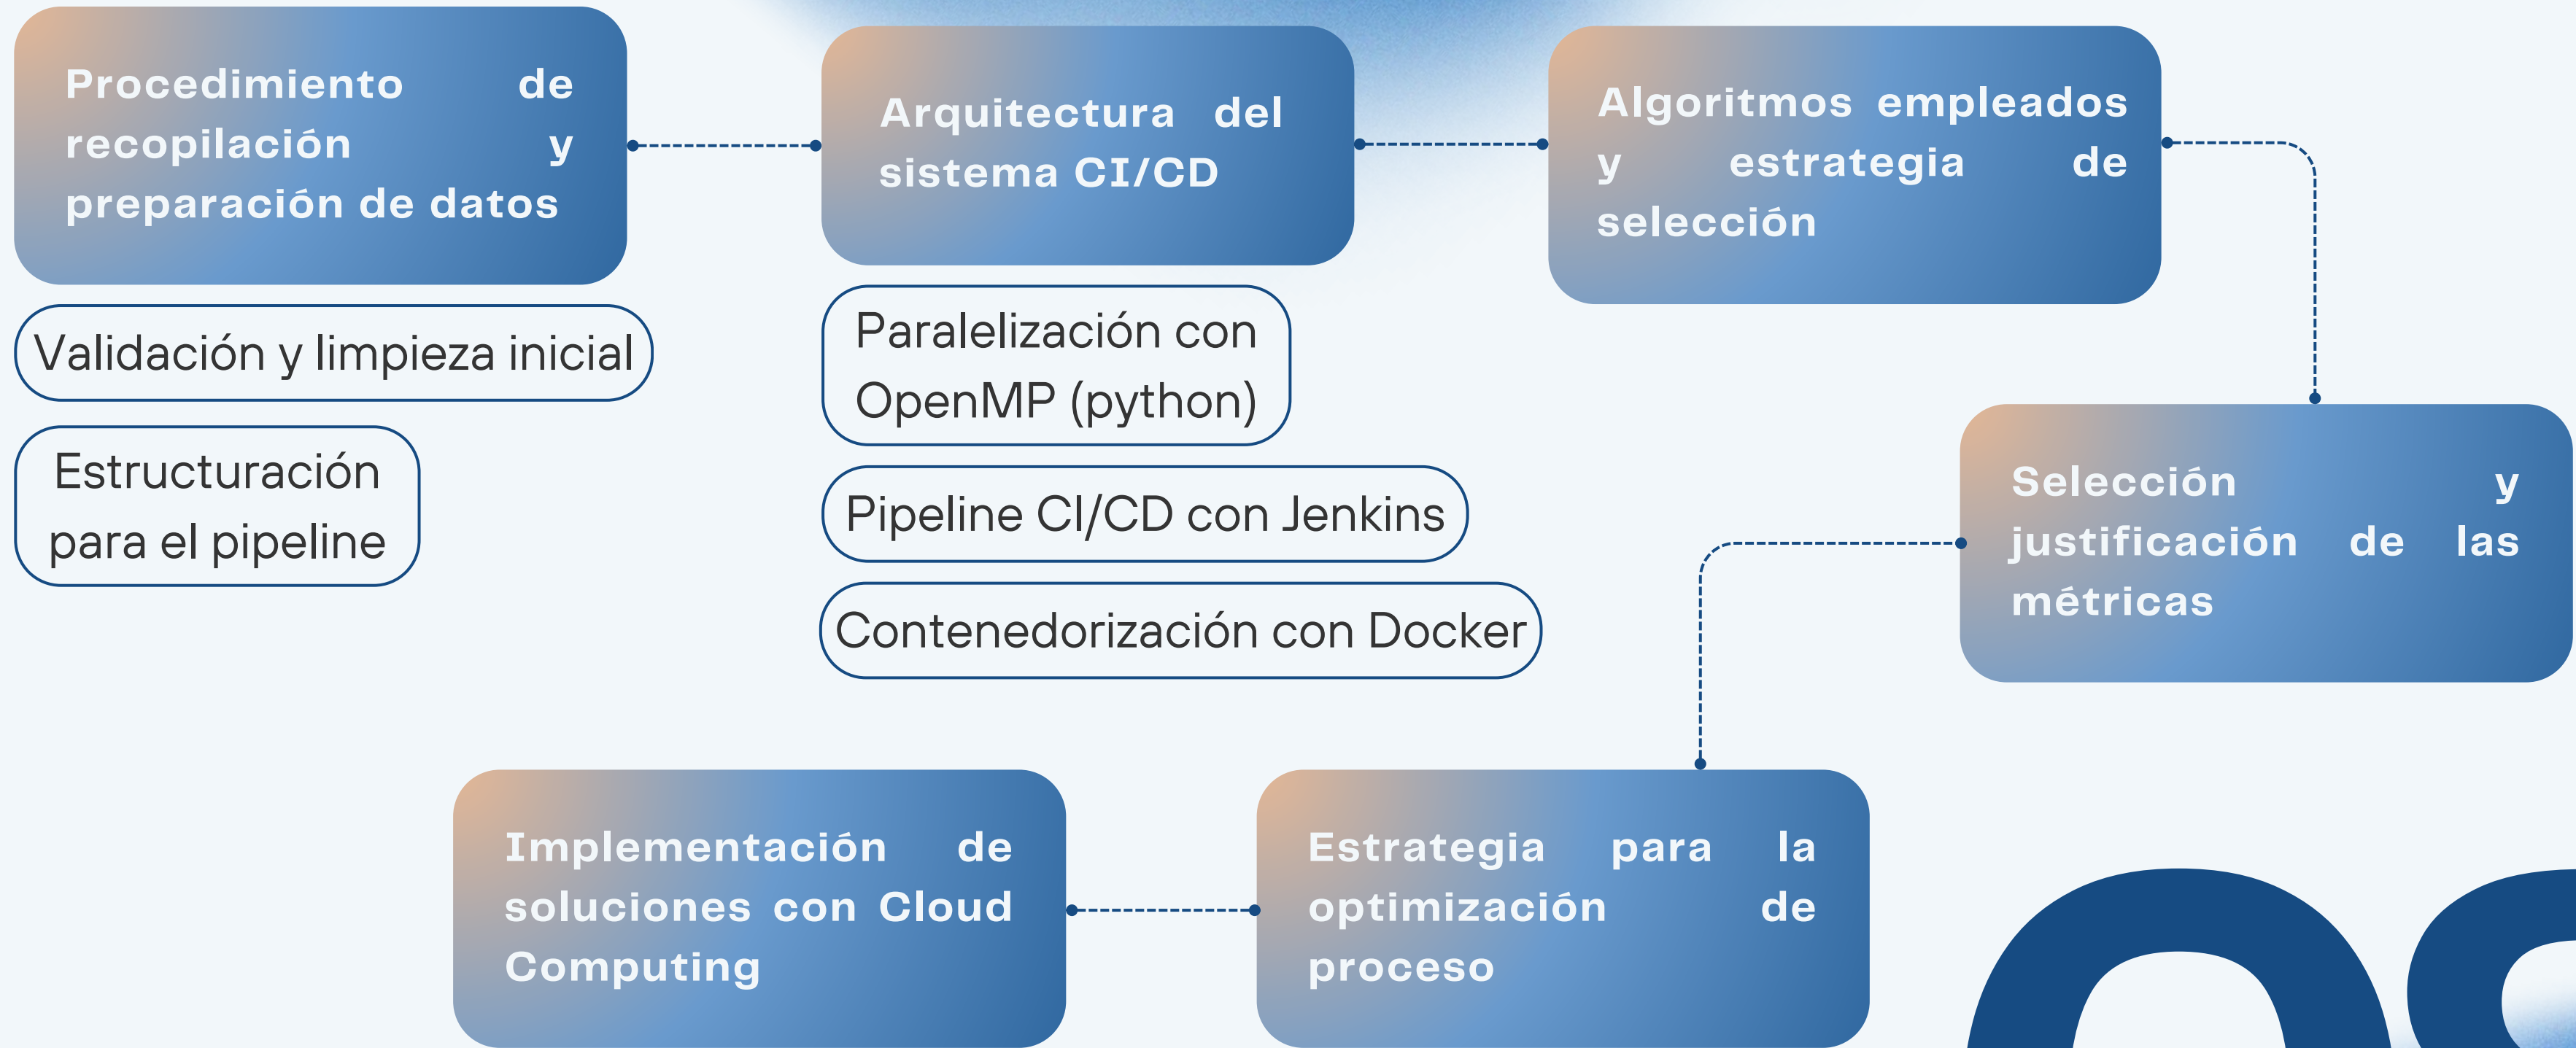 Procedimiento de
recopilación y
preparación de datos
Validación y limpieza inicial
Estructuración
para el pipeline
Arquitectura del
sistema CI/CD
Paralelización con
OpenMP (python)
Pipeline CI/CD con Jenkins
Contenedorización con Docker
Algoritmos empleados
y estrategia de
selección
Selección y
justificación de las
métricas
Estrategia para la
optimización de
proceso
Implementación de
soluciones con Cloud
Computing